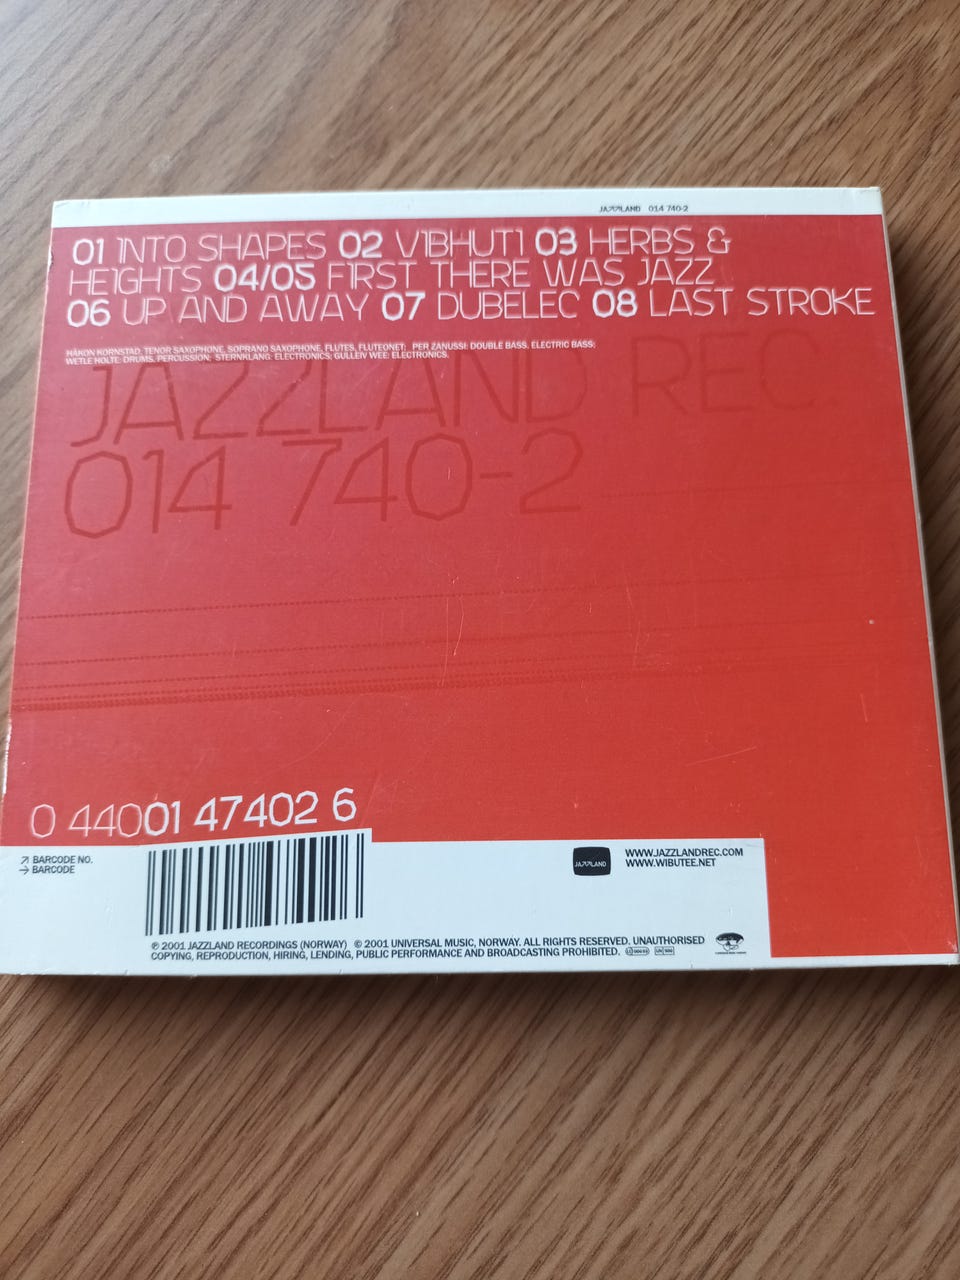 JAZZLAND 014 740-2
01 INTO SHAPES 02 VIBHUTI 03 HERBS &
HEIGHTS 04/05 FIRST THERE WAS JAZZ
06 UP AND AWAY 07 DUBELEC 08 LAST STROKE
HÅKON KORNSTAD: TENOR SAXOPHONE, SOPRANO SAXOPHONE, FLUTES, FLUTEONET; PER ZANUSSI: DOUBLE BASS, ELECTRIC BASS;
WETLE HOLTE: DRUMS, PERCUSSION; STERNKLANG: ELECTRONICS; GULLEIV WEE: ELECTRONICS.
JAZZLAND REC.
014 740-2
0 44001 47402 6
↗ BARCODE NO.
→ BARCODE
JAZZLAND
WWW.JAZZLANDREC.COM
WWW.WIBUTEE.NET
℗ 2001 JAZZLAND RECORDINGS (NORWAY) © 2001 UNIVERSAL MUSIC, NORWAY. ALL RIGHTS RESERVED. UNAUTHORISED
COPYING, REPRODUCTION, HIRING, LENDING, PUBLIC PERFORMANCE AND BROADCASTING PROHIBITED.